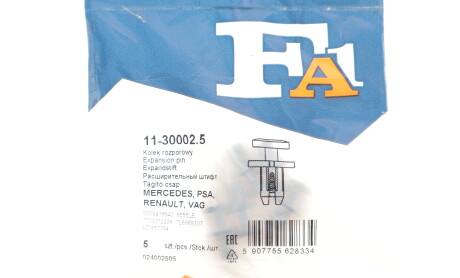 FA1
11-30002.5
Kołek rozporowy
Expansion pin
Expandstift
Расширительный штифт
Tágító csap
MERCEDES, PSA,
RENAULT, VAG
5 szt./pcs./Stck./шт.
024002505
EAC
5 907755 628334